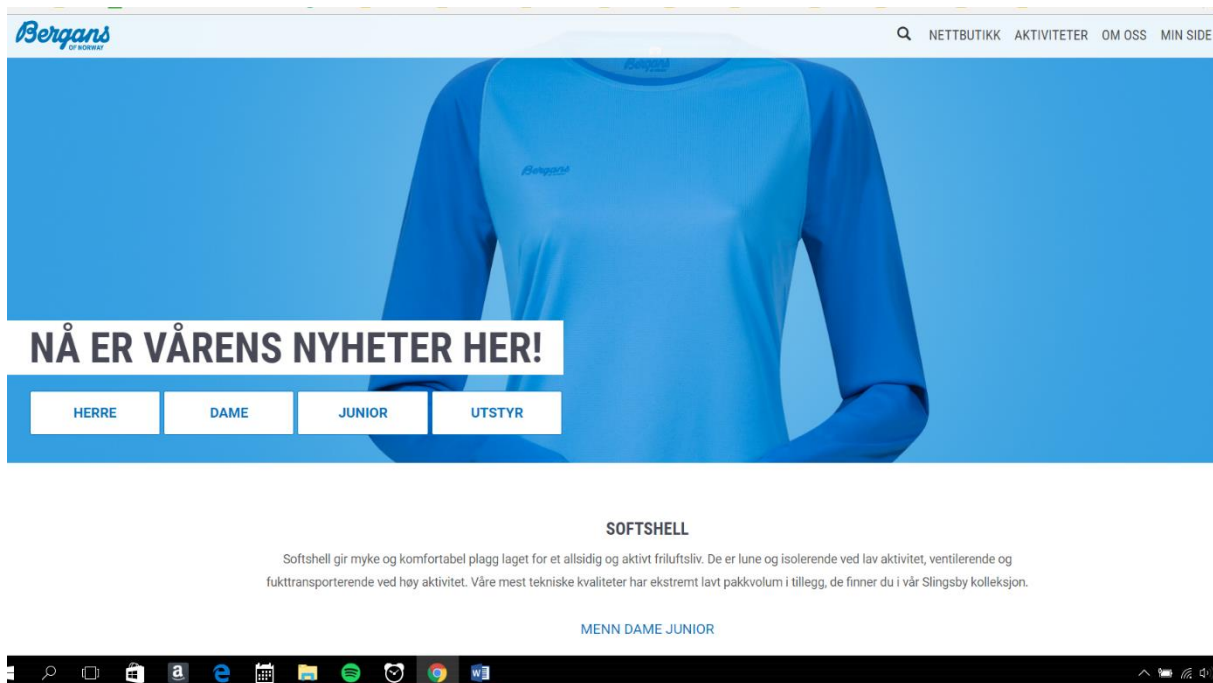 Bergans
OF NORWAY
NETTBUTIKK AKTIVITETER OM OSS MIN SIDE
Bergans
Bergans
NÅ ER VÅRENS NYHETER HER!
HERRE DAME JUNIOR UTSTYR
SOFTSHELL
Softshell gir myke og komfortabel plagg laget for et allsidig og aktivt friluftsliv. De er lune og isolerende ved lav aktivitet, ventilerende og
fukttransporterende ved høy aktivitet. Våre mest tekniske kvaliteter har ekstremt lavt pakkvolum i tillegg, de finner du i vår Slingsby kolleksjon.
MENN DAME JUNIOR